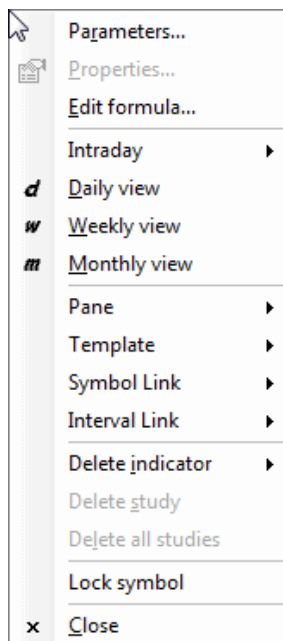 Parameters...
Properties...
Edit formula...
Intraday
d Daily view
w Weekly view
m Monthly view
Pane
Template
Symbol Link
Interval Link
Delete indicator
Delete study
Delete all studies
Lock symbol
Close